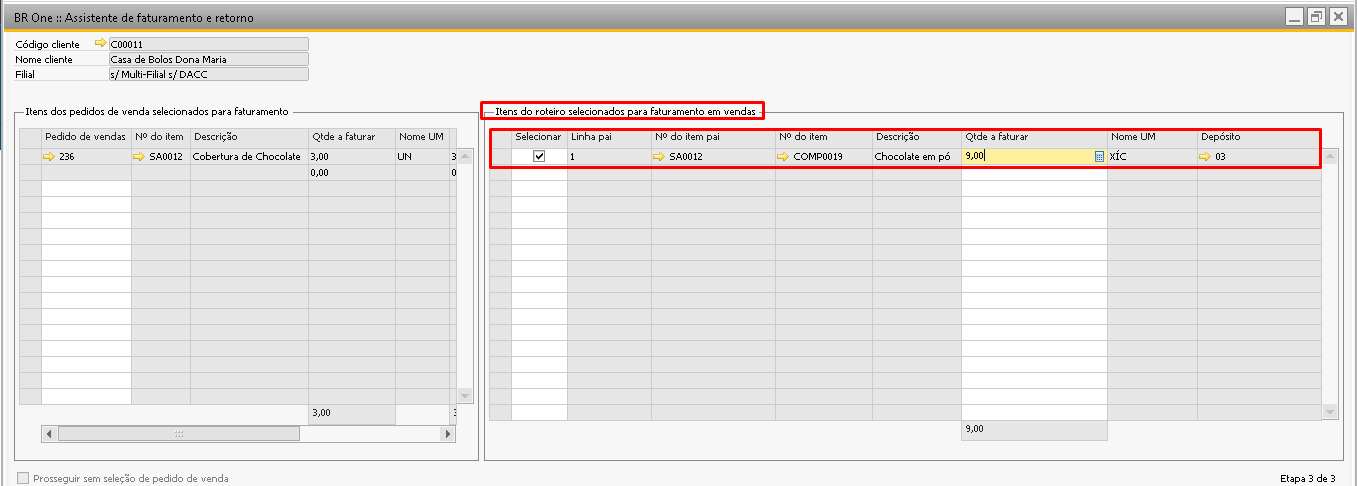 BR One :: Assistente de faturamento e retorno
Código cliente C00011
Nome cliente Casa de Bolos Dona Maria
Filial s/ Multi-Filial s/ DACC
Itens dos pedidos de venda selecionados para faturamento
Pedido de vendas Nº do item Descrição Qtde a faturar Nome UM
236 SA0012 Cobertura de Chocolate 3,00 UN 3
0,00 0
3,00 3
Itens do roteiro selecionados para faturamento em vendas
Selecionar Linha pai Nº do item pai Nº do item Descrição Qtde a faturar Nome UM Depósito
1 SA0012 COMP0019 Chocolate em pó 9,00 XÍC 03
9,00
Prosseguir sem seleção de pedido de venda
Etapa 3 de 3